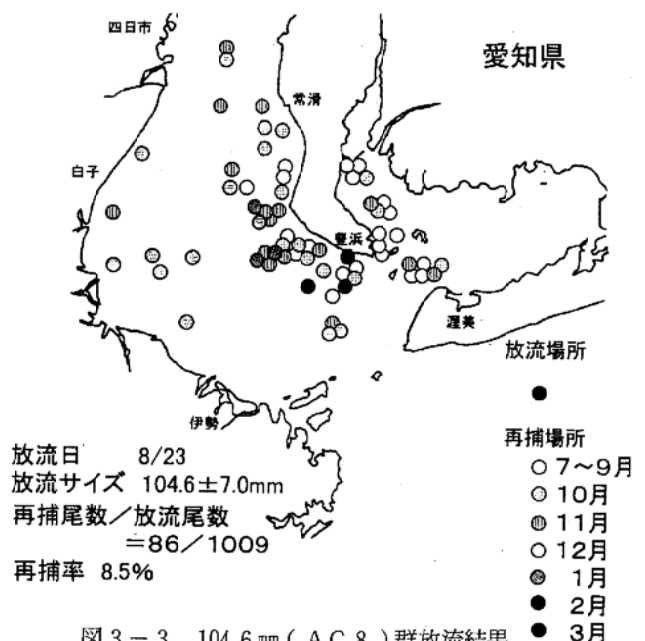 四日市
愛知県
常滑
白子
豊浜
渥美
放流場所
伊勢
再捕場所
7～9月
10月
11月
12月
1月
2月
3月
放流日 8/23
放流サイズ 104.6±7.0mm
再捕尾数／放流尾数
＝86／1009
再捕率 8.5%
図3－3 104.6mm(AC8)群放流結果